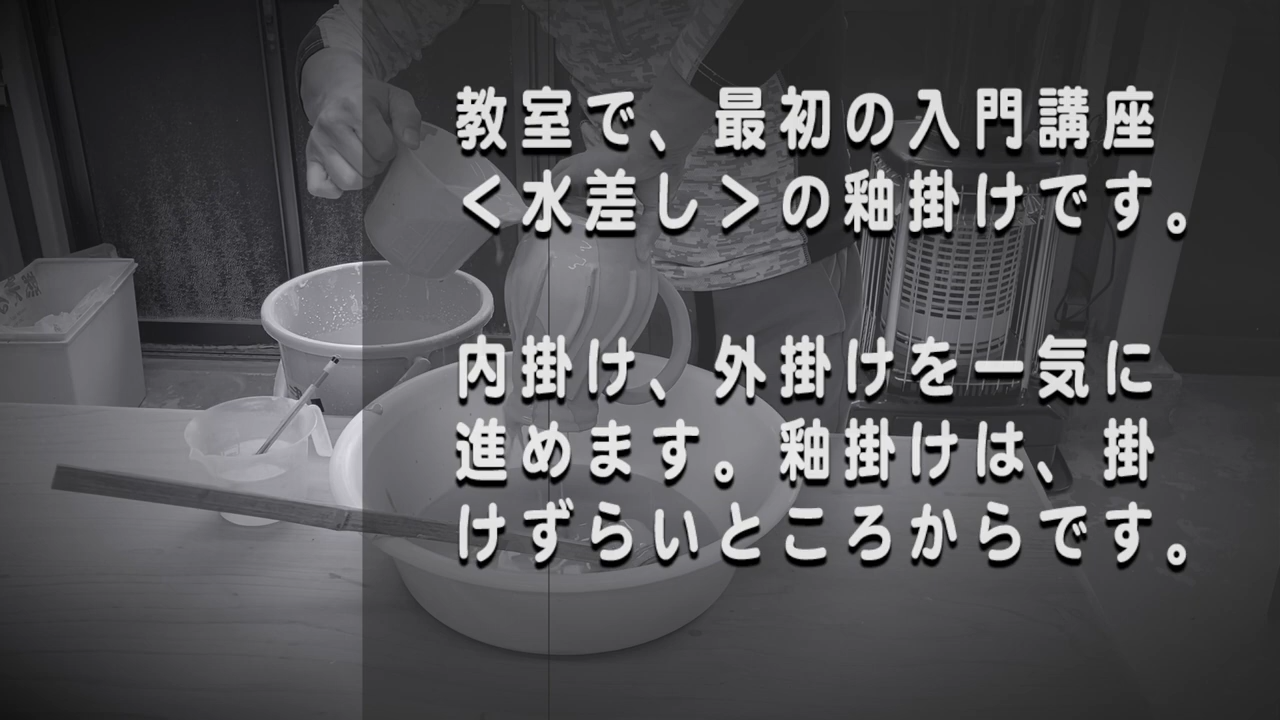 教室で、最初の入門講座
＜水差し＞の釉掛けです。
内掛け、外掛けを一気に
進めます。釉掛けは、掛
けずらいところからです。